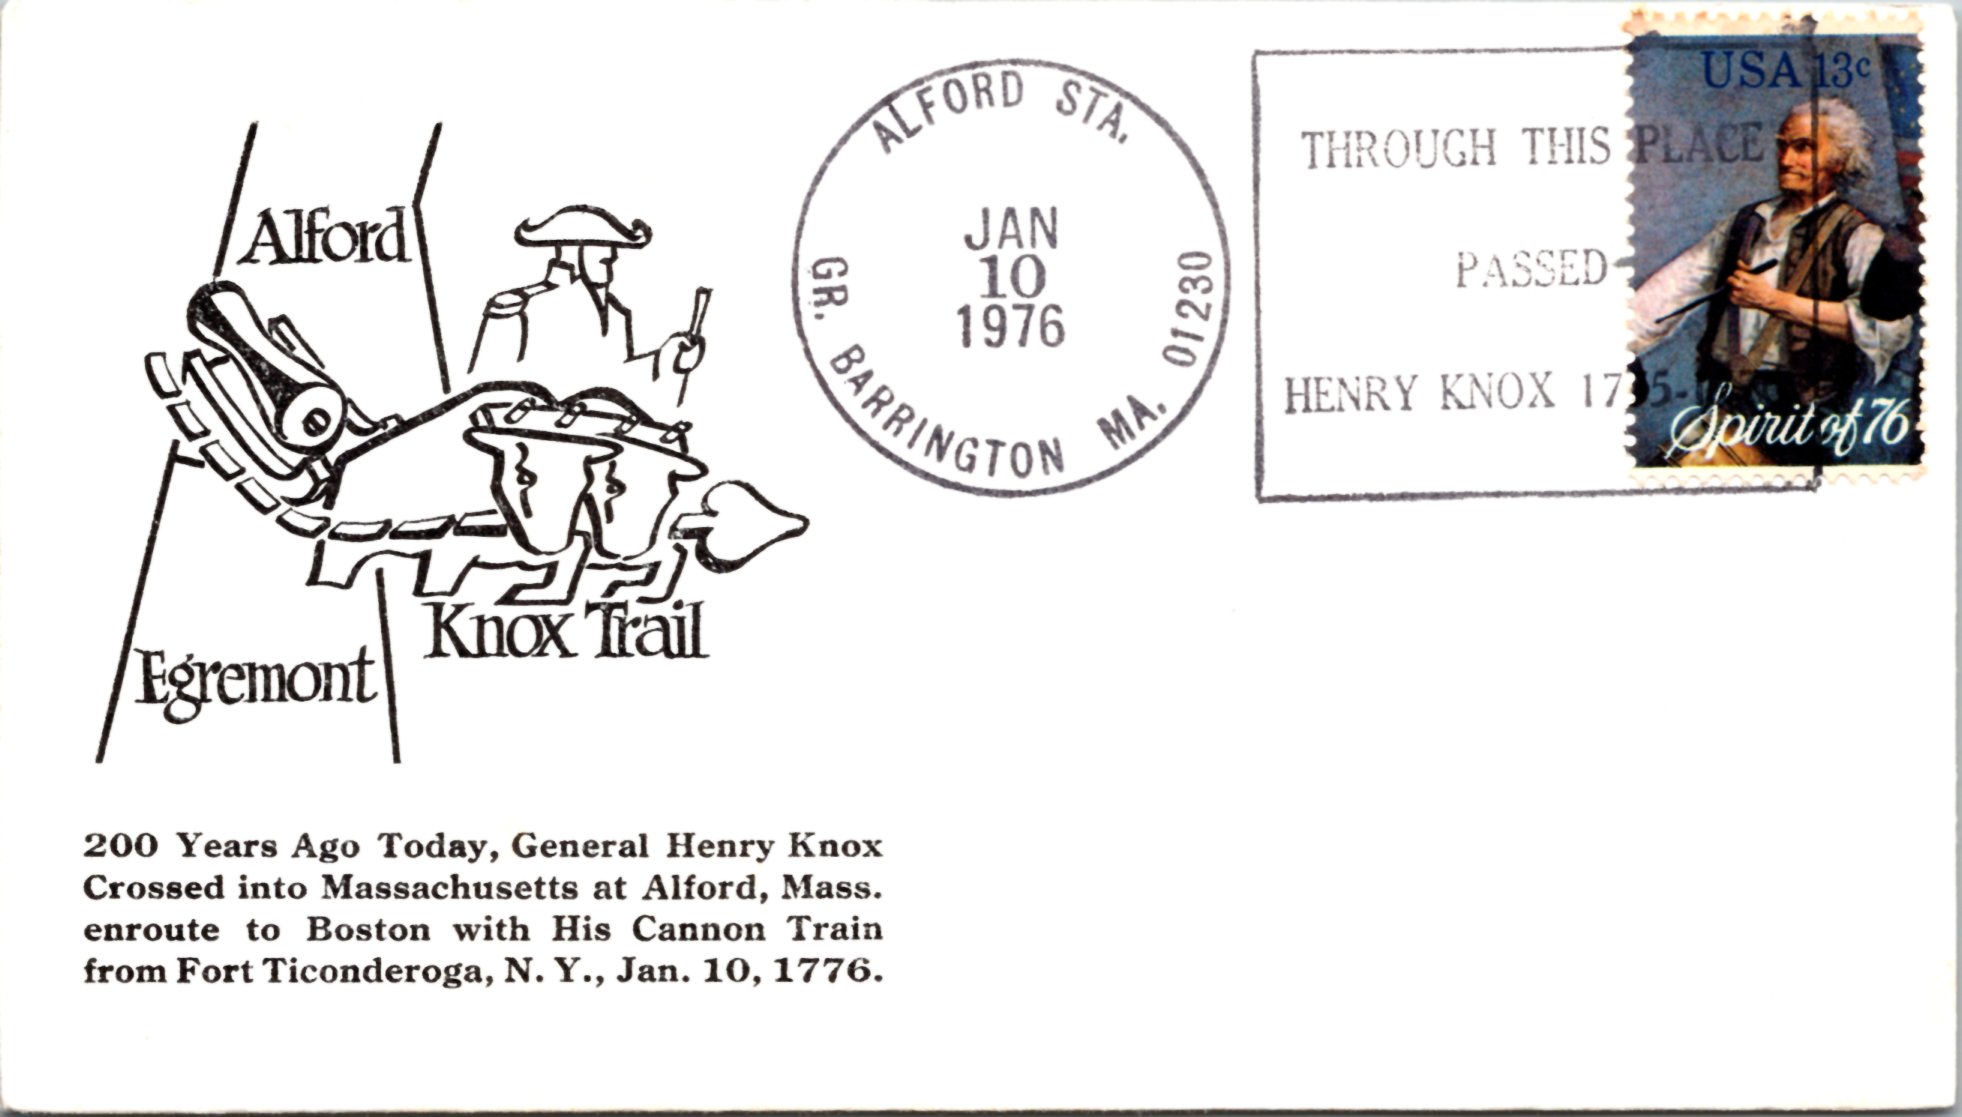 Alford
Knox Trail
Egremont
200 Years Ago Today, General Henry Knox
Crossed into Massachusetts at Alford, Mass.
enroute to Boston with His Cannon Train
from Fort Ticonderoga, N. Y., Jan. 10, 1776.
ALFORD STA.
JAN
10
1976
GR. BARRINGTON MA. 01230
THROUGH THIS PLACE
PASSED
HENRY KNOX
USA 13c
Spirit of 76